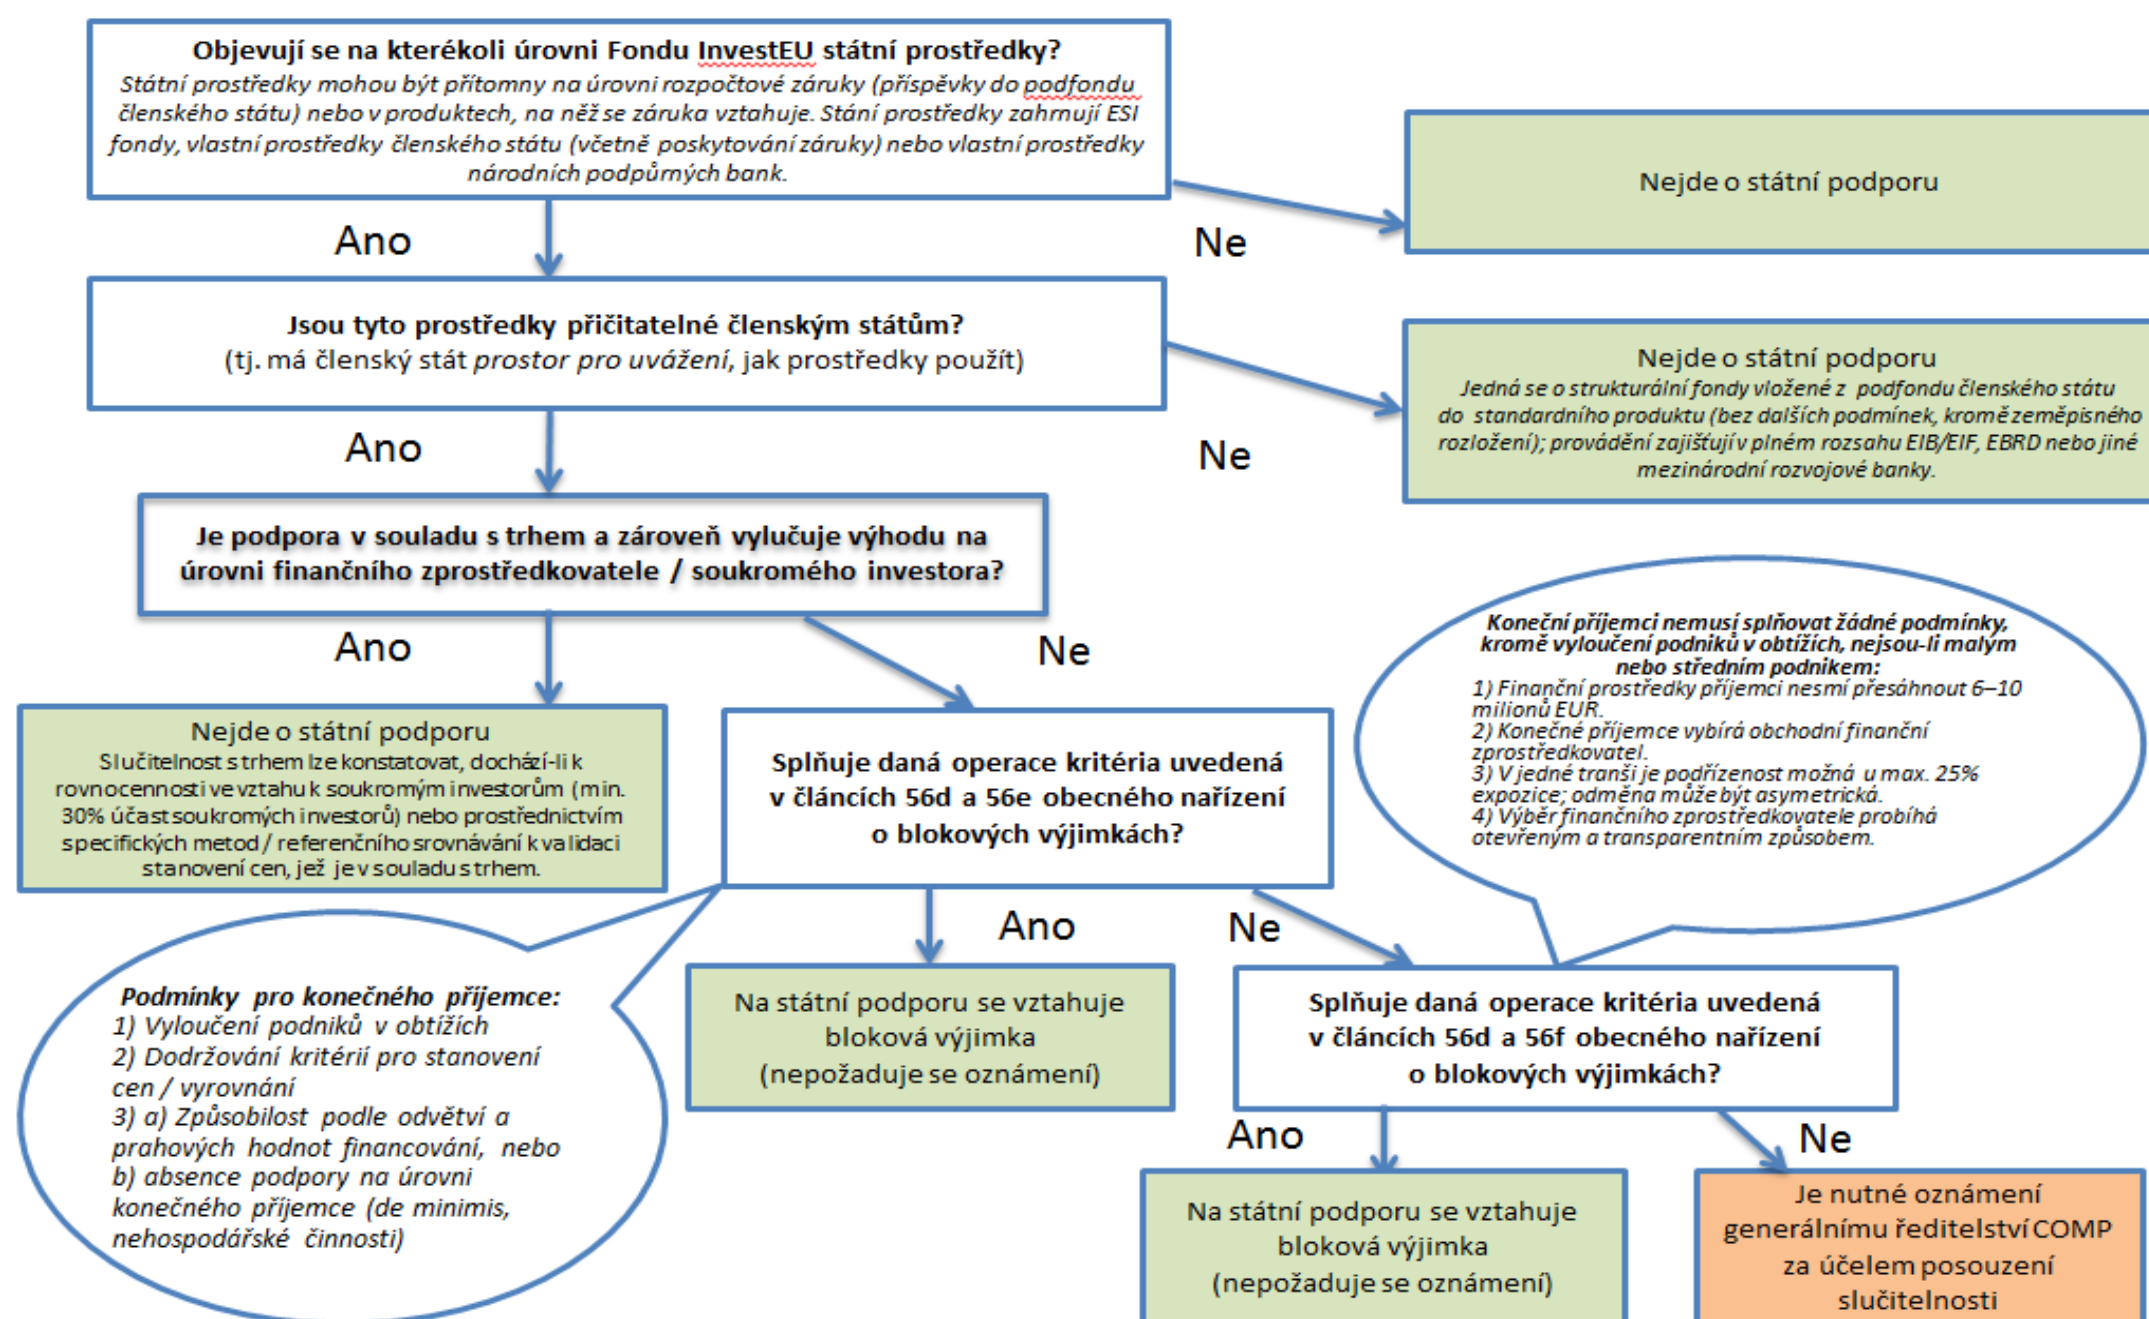 Objevují se na kterékoli úrovni Fondu InvestEU státní prostředky?
Státní prostředky mohou být přítomny na úrovni rozpočtové záruky (příspěvky do podfondu
členského státu) nebo v produktech, na něž se záruka vztahuje. Stání prostředky zahrnují ESI
fondy, vlastní prostředky členského státu (včetně poskytování záruky) nebo vlastní prostředky
národních podpůrných bank.
Nejde o státní podporu
Ano
Ne
Jsou tyto prostředky přičitatelné členským státům?
(tj. má členský stát prostor pro uvážení, jak prostředky použít)
Nejde o státní podporu
Jedná se o strukturální fondy vložené z podfondu členského státu
do standardního produktu (bez dalších podmínek, kromě zeměpisného
rozložení); provádění zajišťují v plném rozsahu EIB/EIF, EBRD nebo jiné
mezinárodní rozvojové banky.
Ano
Ne
Je podpora v souladu s trhem a zároveň vylučuje výhodu na
úrovni finančního zprostředkovatele / soukromého investora?
Ano
Ne
Koneční příjemci nemusí splňovat žádné podmínky,
kromě vyloučení podniků v obtížích, nejsou-li malým
nebo středním podnikem:
1) Finanční prostředky příjemci nesmí přesáhnout 6–10
milionů EUR.
2) Konečné příjemce vybírá obchodní finanční
zprostředkovatel.
3) V jedné tranši je podřízenost možná u max. 25%
expozice; odměna může být asymetrická.
4) Výběr finančního zprostředkovatele probíhá
otevřeným a transparentním způsobem.
Nejde o státní podporu
Slučitelnost s trhem lze konstatovat, dochází-li k
rovnocennosti ve vztahu k soukromým investorům (min.
30% účast soukromých investorů) nebo prostřednictvím
specifických metod / referenčního srovnávání k validaci
stanovení cen, jež je v souladu s trhem.
Splňuje daná operace kritéria uvedená
v článcích 56d a 56e obecného nařízení
o blokových výjimkách?
Ano
Ne
Podmínky pro konečného příjemce:
1) Vyloučení podniků v obtížích
2) Dodržování kritérií pro stanovení
cen / vyrovnání
3) a) Způsobilost podle odvětví a
prahových hodnot financování, nebo
b) absence podpory na úrovni
konečného příjemce (de minimis,
nehospodářské činnosti)
Na státní podporu se vztahuje
bloková výjimka
(nepožaduje se oznámení)
Splňuje daná operace kritéria uvedená
v článcích 56d a 56f obecného nařízení
o blokových výjimkách?
Ano
Ne
Na státní podporu se vztahuje
bloková výjimka
(nepožaduje se oznámení)
Je nutné oznámení
generálnímu ředitelství COMP
za účelem posouzení
slučitelnosti